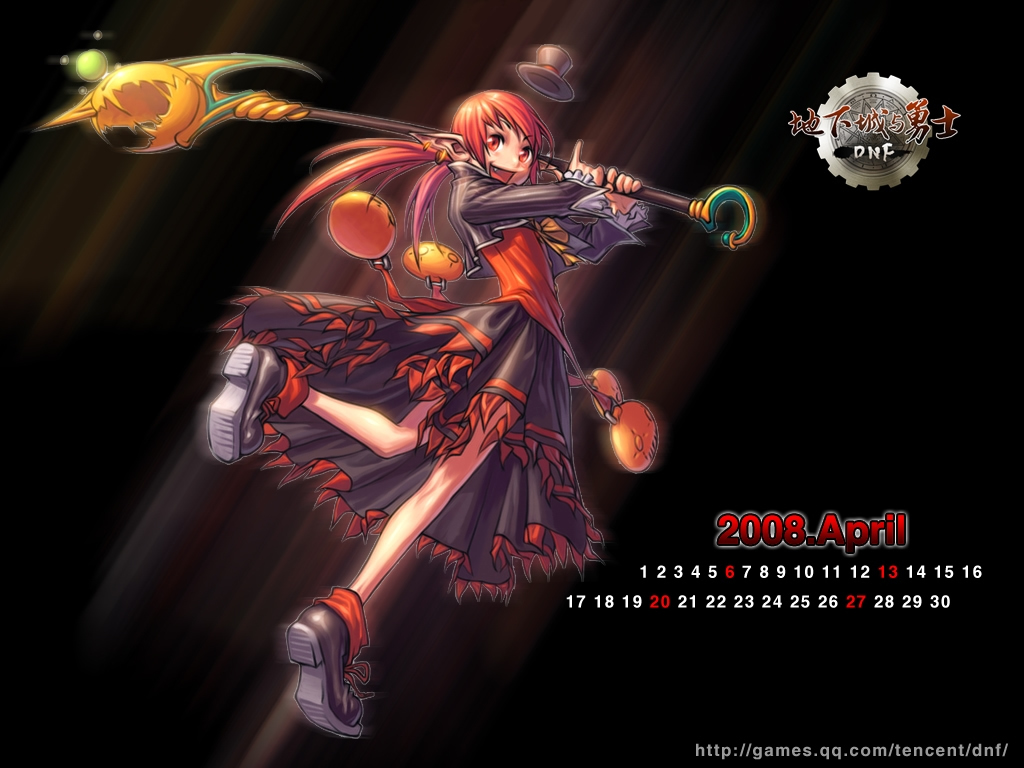 地下城与勇士
DNF
2008.April
1 2 3 4 5 6 7 8 9 10 11 12 13 14 15 16
17 18 19 20 21 22 23 24 25 26 27 28 29 30
http://games.qq.com/tencent/dnf/